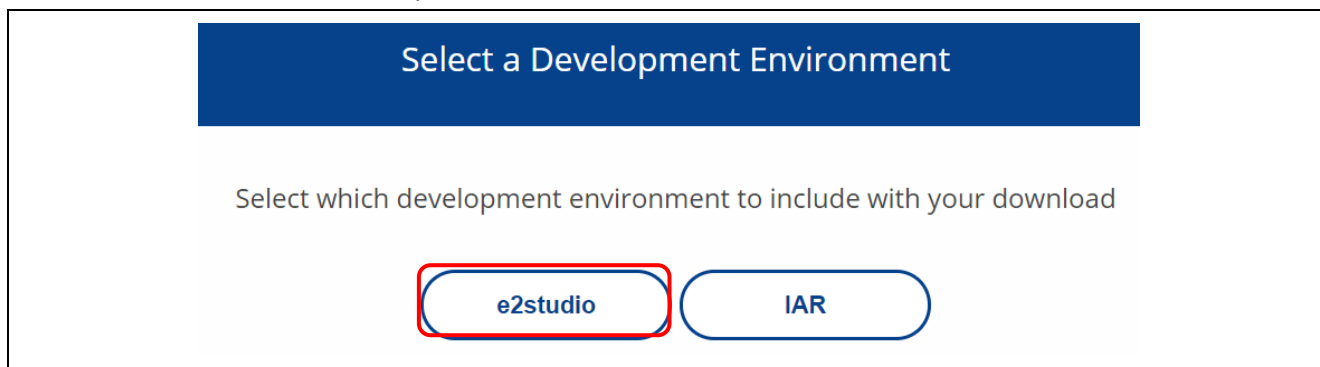 Select a Development Environment
Select which development environment to include with your download
e2studio
IAR